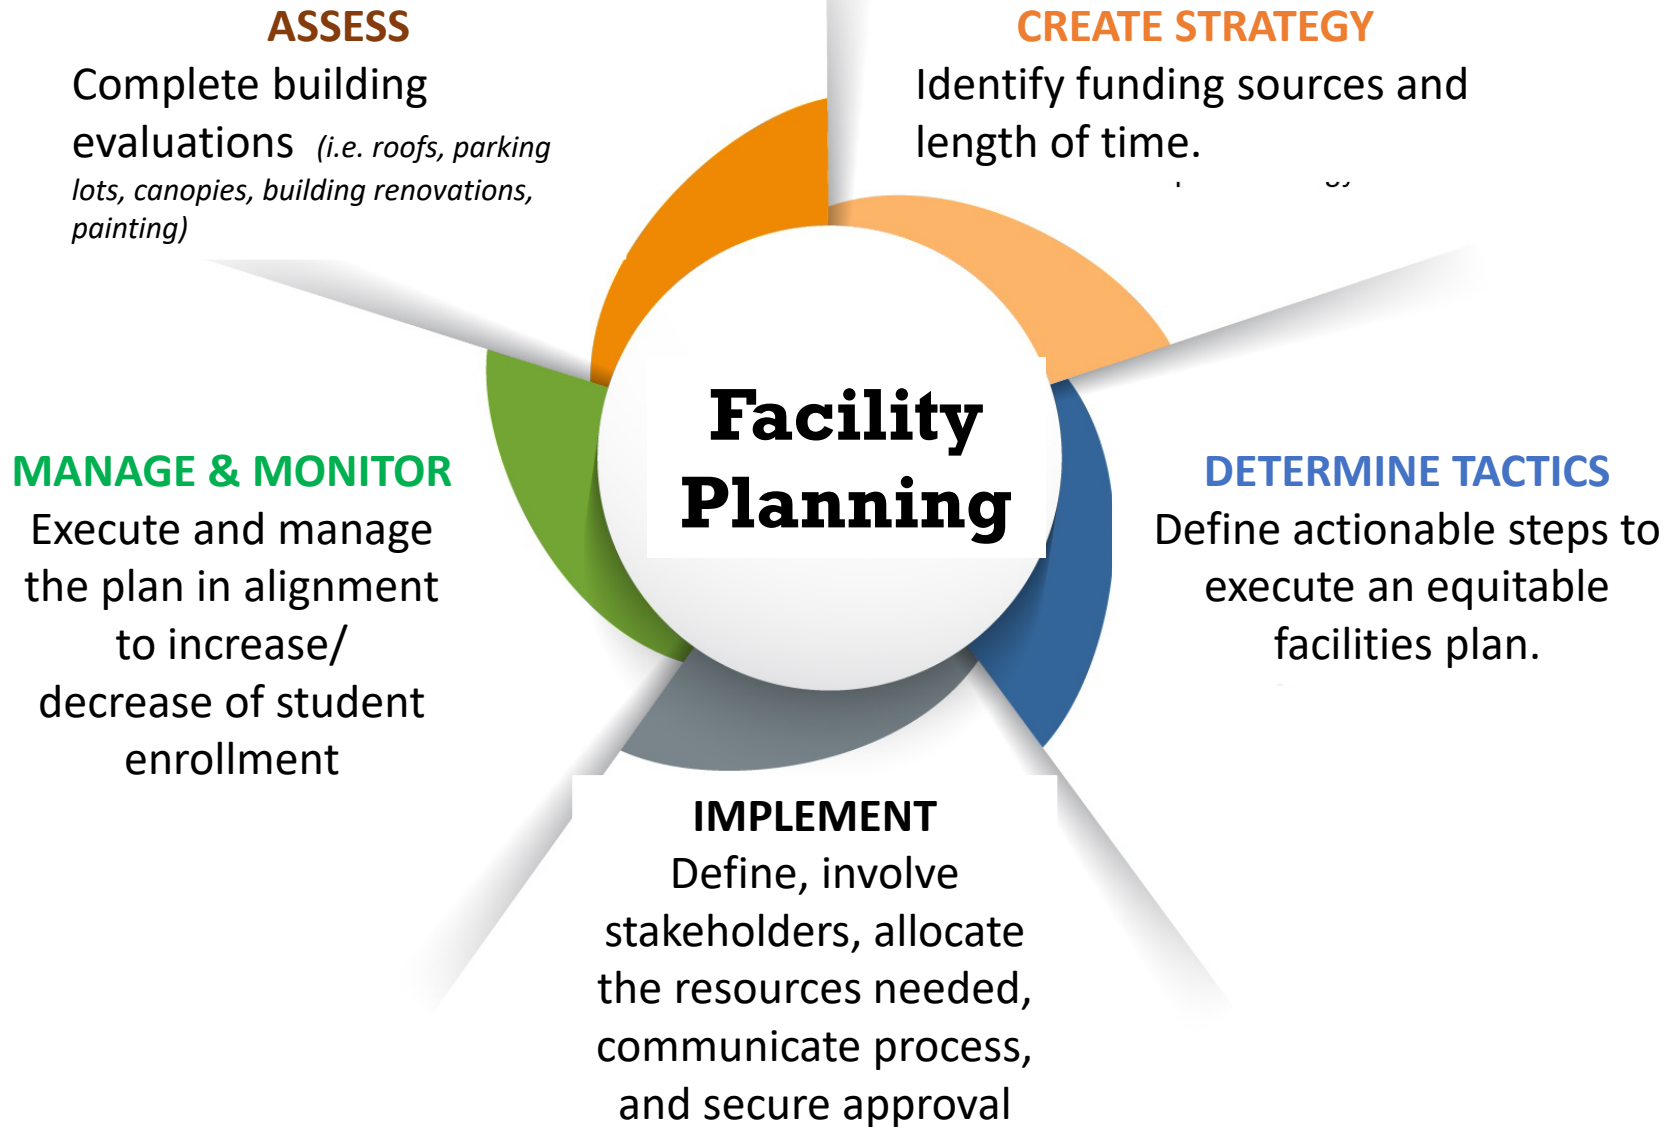 ASSESS
Complete building
evaluations (i.e. roofs, parking
lots, canopies, building renovations,
painting)
CREATE STRATEGY
Identify funding sources and
length of time.
Facility
Planning
MANAGE & MONITOR
Execute and manage
the plan in alignment
to increase/
decrease of student
enrollment
DETERMINE TACTICS
Define actionable steps to
execute an equitable
facilities plan.
IMPLEMENT
Define, involve
stakeholders, allocate
the resources needed,
communicate process,
and secure approval